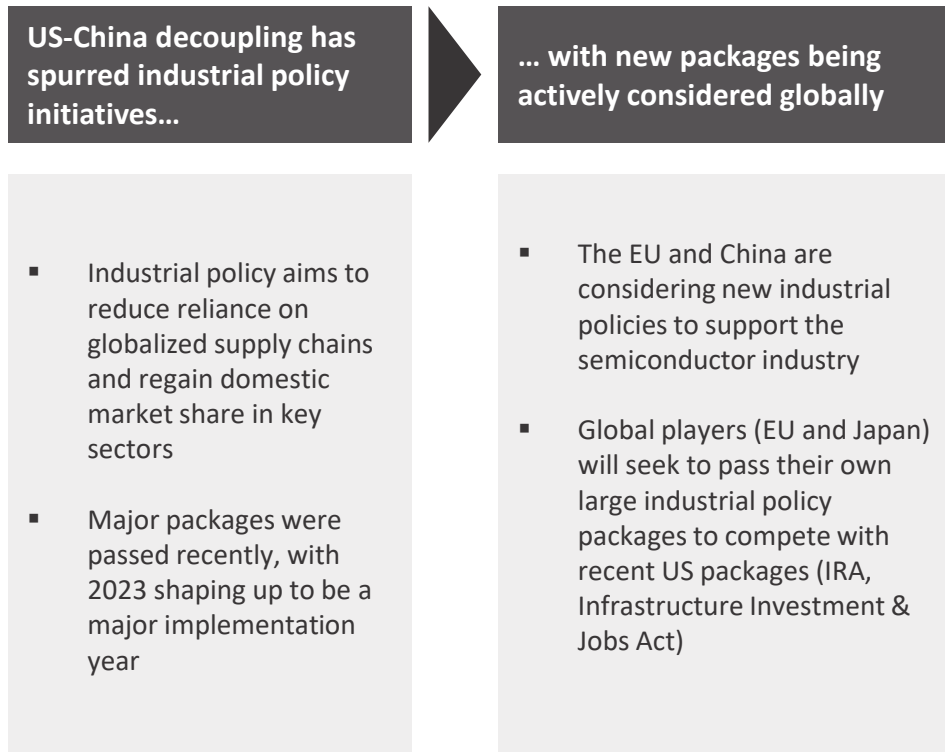 US-China decoupling has
spurred industrial policy
initiatives…
… with new packages being
actively considered globally
▪ Industrial policy aims to
reduce reliance on
globalized supply chains
and regain domestic
market share in key
sectors
▪ Major packages were
passed recently, with
2023 shaping up to be a
major implementation
year
▪ The EU and China are
considering new industrial
policies to support the
semiconductor industry
▪ Global players (EU and Japan)
will seek to pass their own
large industrial policy
packages to compete with
recent US packages (IRA,
Infrastructure Investment &
Jobs Act)